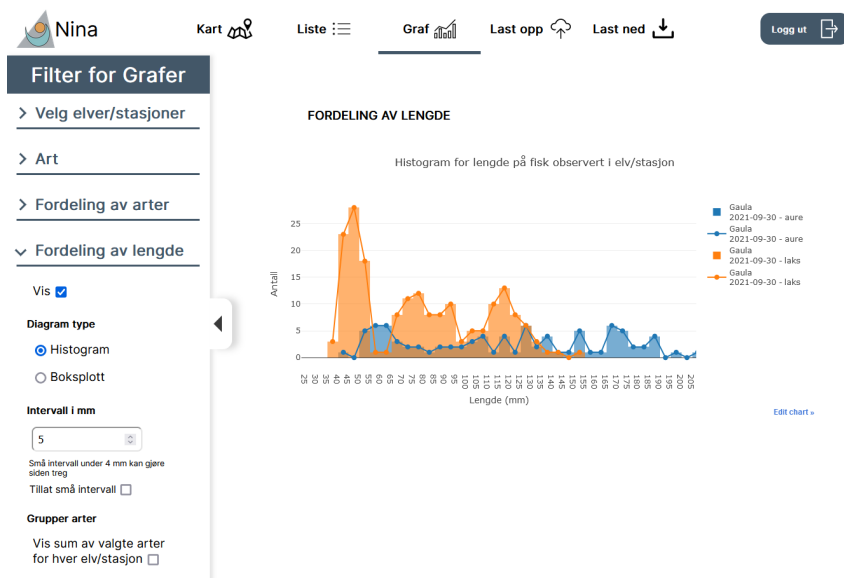 Nina
Kart
Liste
Graf
Last opp
Last ned
Logg ut
Filter for Grafer
Velg elver/stasjoner
Art
Fordeling av arter
Fordeling av lengde
Vis
Diagram type
Histogram
Boksplott
Intervall i mm
5
Små intervall under 4 mm kan gjøre
siden treg
Tillat små intervall
Grupper arter
Vis sum av valgte arter
for hver elv/stasjon
FORDELING AV LENGDE
Histogram for lengde på fisk observert i elv/stasjon
Antall
25
20
15
10
5
0
25 30 35 40 45 50 55 60 65 70 75 80 85 90 95 100 105 110 115 120 125 130 135 140 145 150 155 160 165 170 175 180 185 190 195 200 205
Lengde (mm)
Gaula
2021-09-30 - aure
Gaula
2021-09-30 - aure
Gaula
2021-09-30 - laks
Gaula
2021-09-30 - laks
Edit chart »